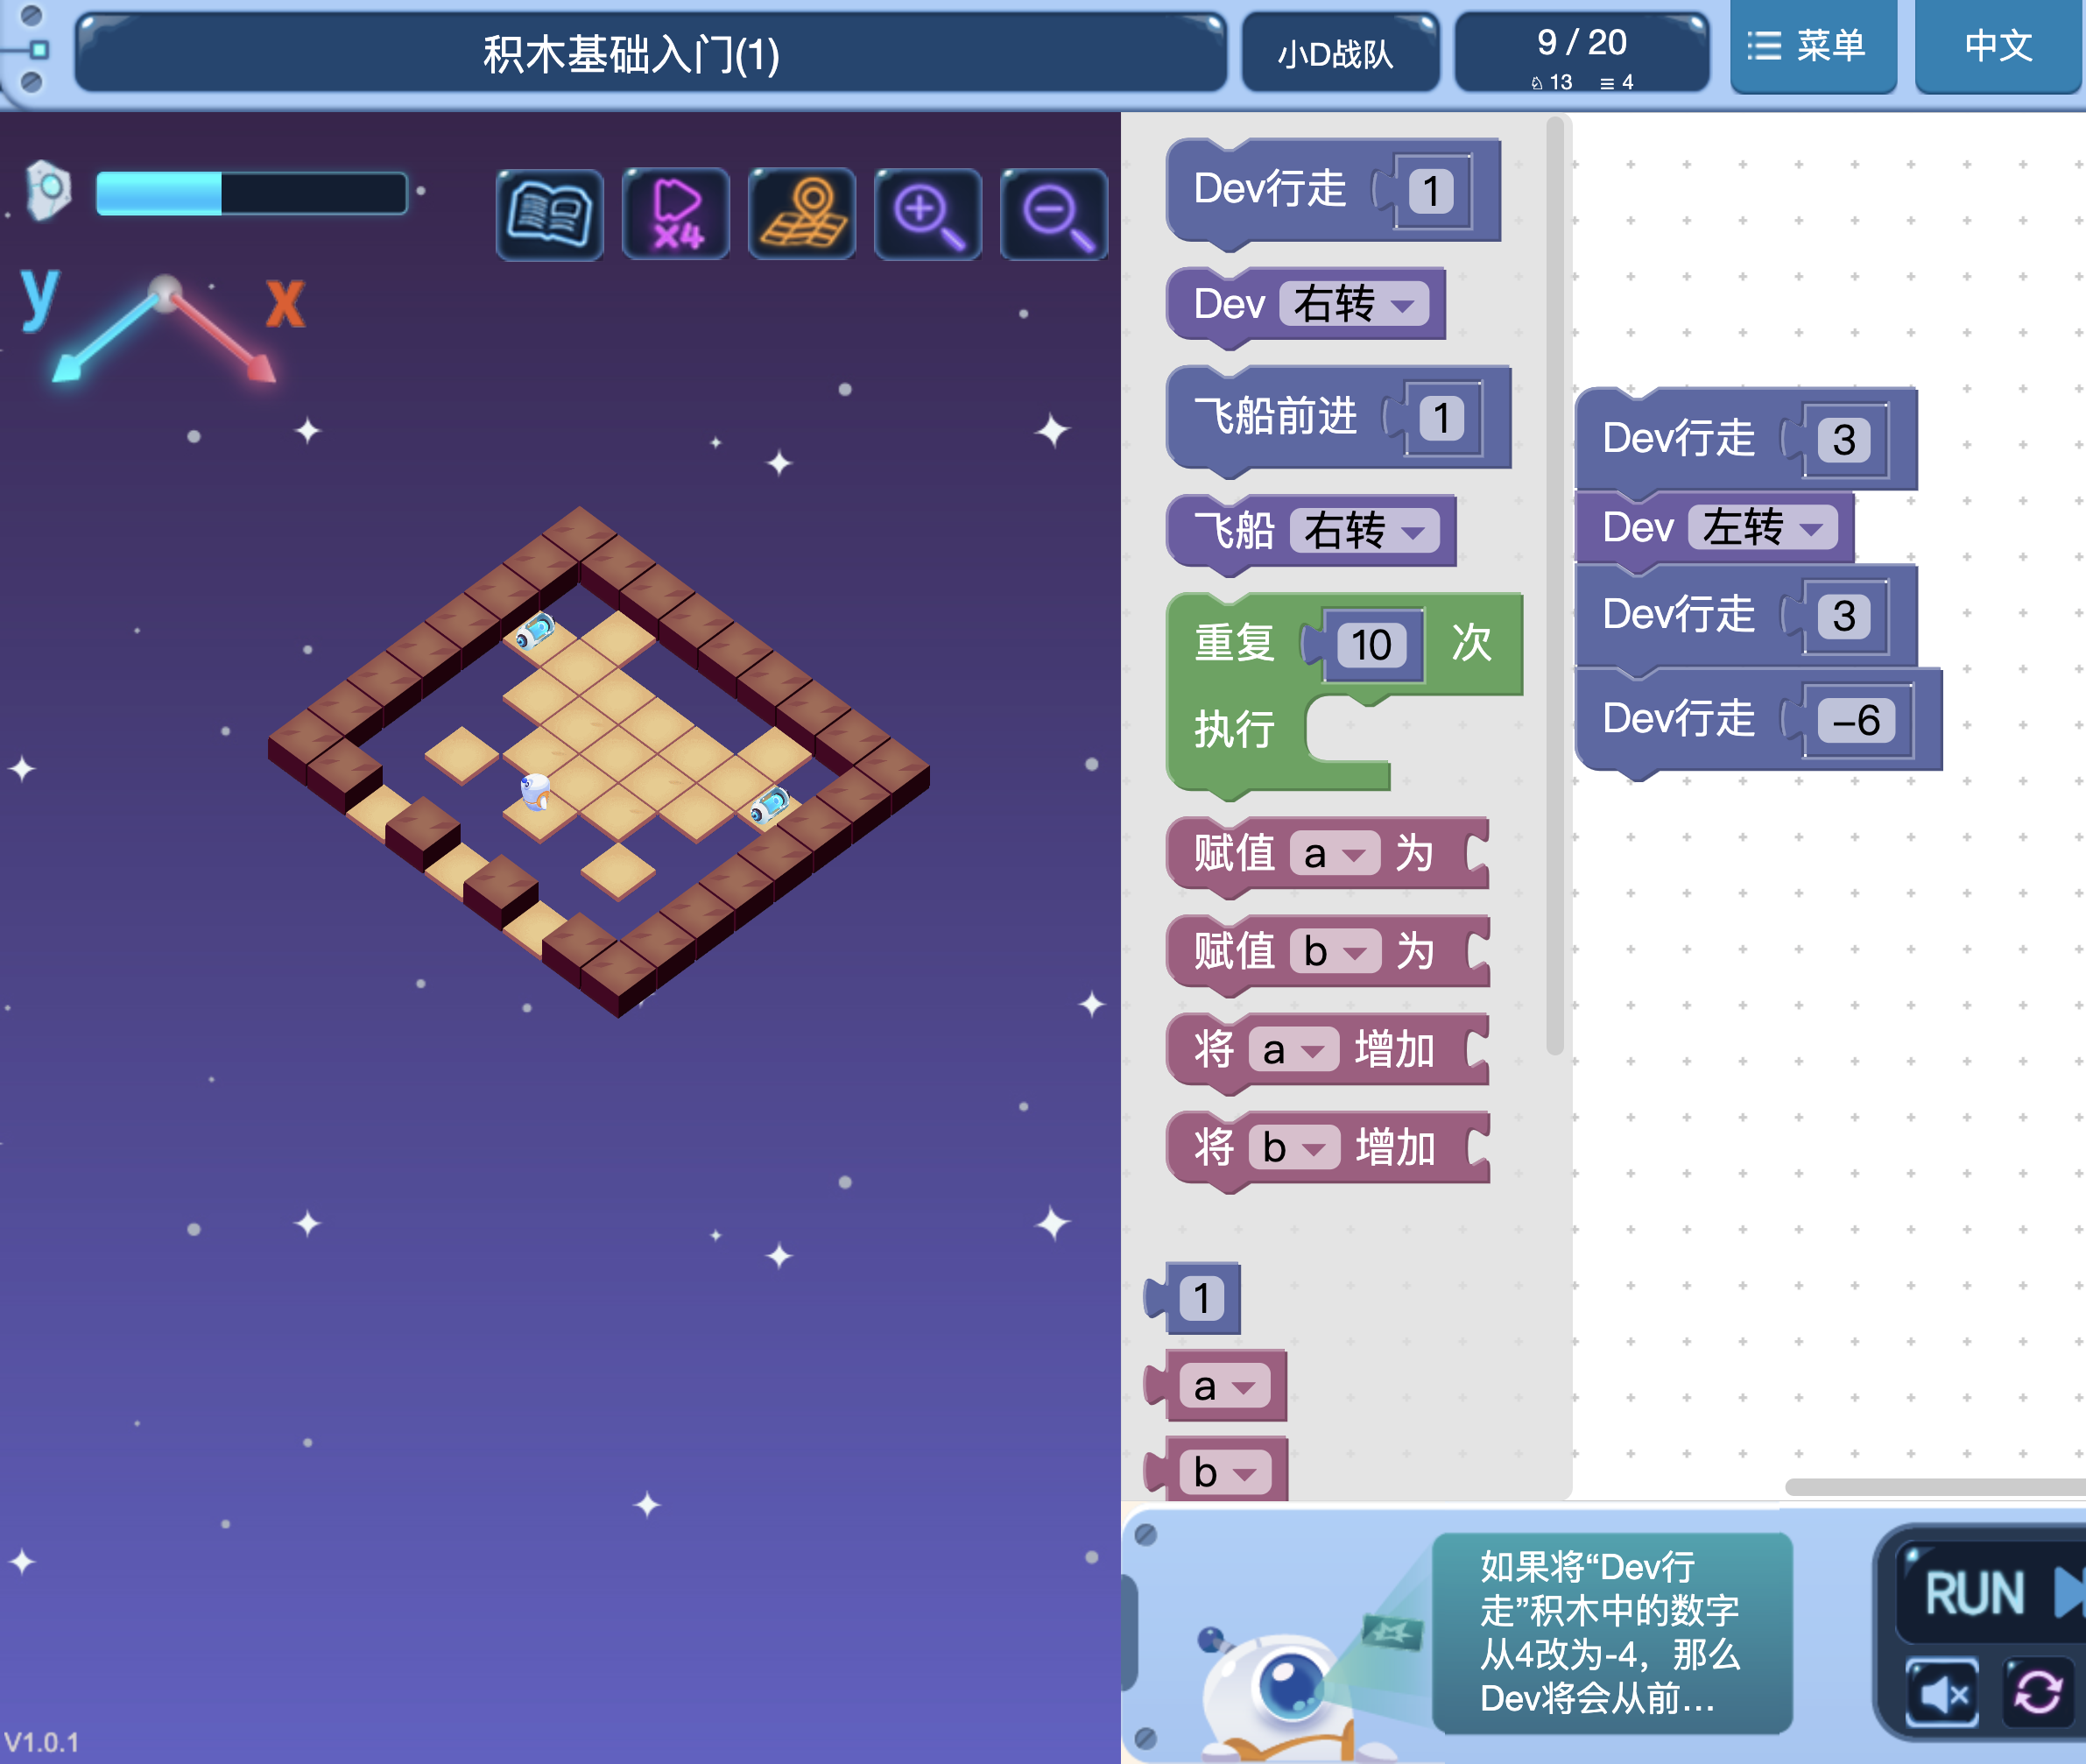 积木基础入门(1)
小D战队
9 / 20
13
4
菜单
中文
X4
y
x
Dev行走 1
Dev 右转
飞船前进 1
飞船 右转
重复 10 次
执行
赋值 a 为
赋值 b 为
将 a 增加
将 b 增加
1
a
b
Dev行走 3
Dev 左转
Dev行走 3
Dev行走 -6
如果将“Dev行
走”积木中的数字
从4改为-4，那么
Dev将会从前...
RUN
V1.0.1